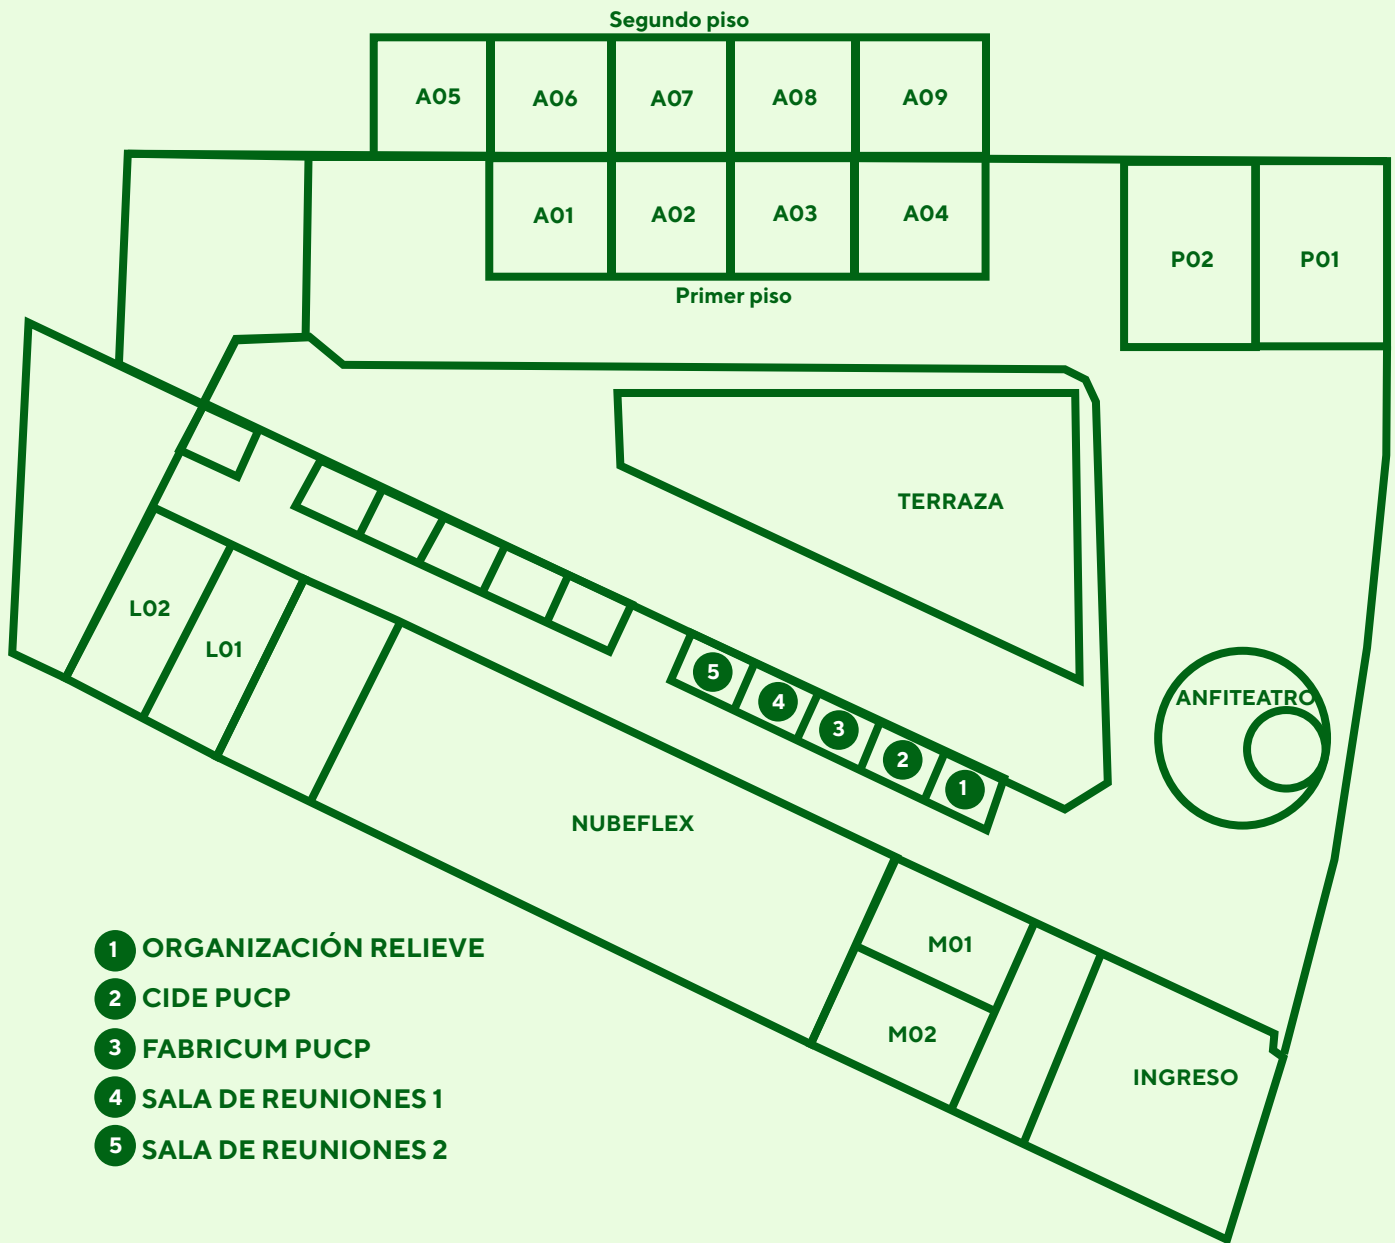 Segundo piso
A05
A06
A07
A08
A09
A01
A02
A03
A04
Primer piso
P02
P01
TERRAZA
L02
L01
5
4
3
2
1
ANFITEATRO
NUBEFLEX
M01
M02
INGRESO
1 ORGANIZACIÓN RELIEVE
2 CIDE PUCP
3 FABRICUM PUCP
4 SALA DE REUNIONES 1
5 SALA DE REUNIONES 2